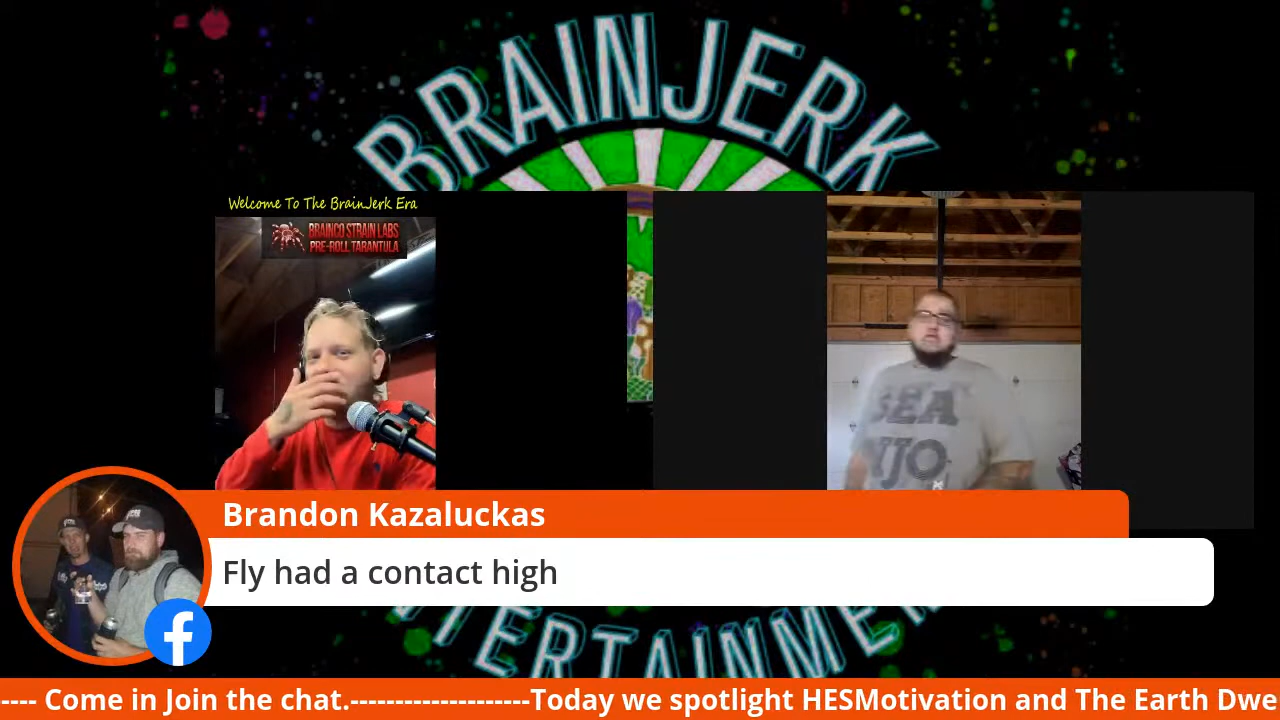 BRAINJERK
Welcome To The BrainJerk Era
BRAINCO STRAIN LABS
PRE-ROLL TARANTULA
SEA
Brandon Kazaluckas
Fly had a contact high
---- Come in Join the chat.--------------------Today we spotlight HESMotivation and The Earth Dwe